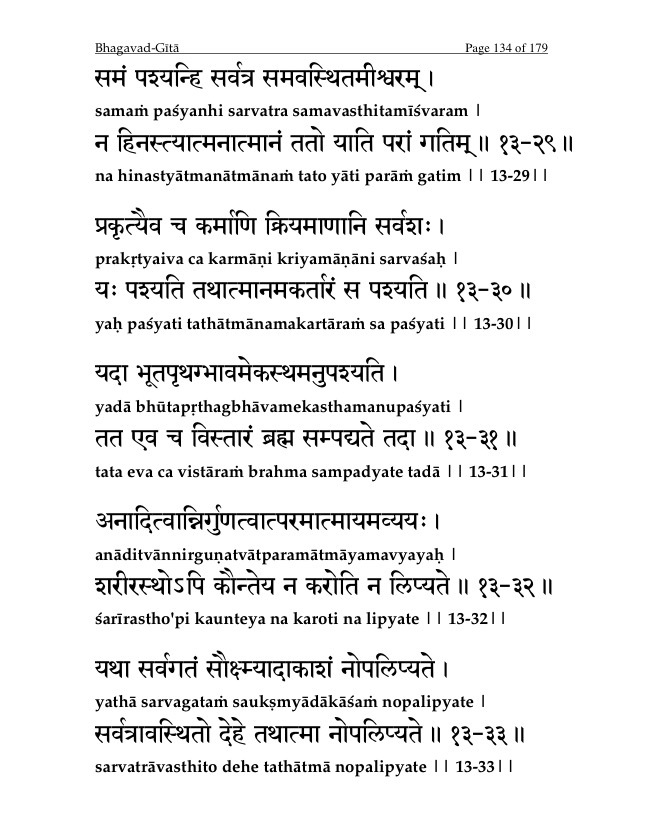 Bhagavad-Gītā Page 134 of 179
समं पश्यन्हि सर्वत्र समवस्थितमीश्वरम् ।
samaṁ paśyanhi sarvatra samavasthitamīśvaram |
न हिनस्त्यात्मनात्मानं ततो याति परां गतिम् ॥ १३-२९॥
na hinastyātmanātmānaṁ tato yāti parāṁ gatim || 13-29||
प्रकृत्यैव च कर्माणि क्रियमाणानि सर्वशः ।
prakṛtyaiva ca karmāṇi kriyamāṇāni sarvaśaḥ |
यः पश्यति तथात्मानमकर्तारं स पश्यति ॥ १३-३०॥
yaḥ paśyati tathātmānamakartāraṁ sa paśyati || 13-30||
यदा भूतपृथग्भावमेकस्थमनुपश्यति ।
yadā bhūtapṛthagbhāvamekasthamanupaśyati |
तत एव च विस्तारं ब्रह्म सम्पद्यते तदा ॥ १३-३१॥
tata eva ca vistāraṁ brahma sampadyate tadā || 13-31||
अनादित्वान्निर्गुणत्वात्परमात्मायमव्ययः ।
anāditvānnirguṇatvātparamātmāyamavyayaḥ |
शरीरस्थोऽपि कौन्तेय न करोति न लिप्यते ॥ १३-३२॥
śarīrastho'pi kaunteya na karoti na lipyate || 13-32||
यथा सर्वगतं सौक्ष्म्यादाकाशं नोपलिप्यते ।
yathā sarvagataṁ saukṣmyādākāśaṁ nopalipyate |
सर्वत्रावस्थितो देहे तथात्मा नोपलिप्यते ॥ १३-३३॥
sarvatrāvasthito dehe tathātmā nopalipyate || 13-33||